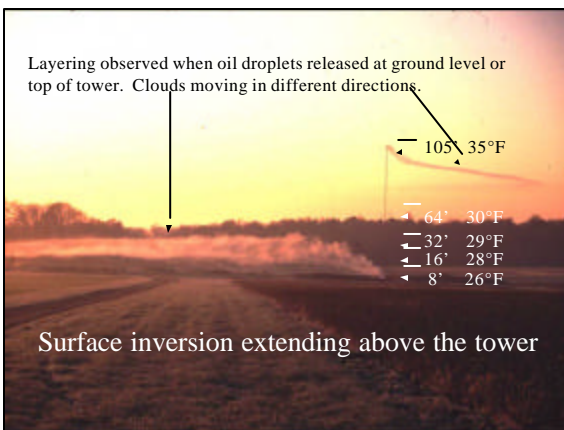 Layering observed when oil droplets released at ground level or
top of tower. Clouds moving in different directions.
105' 35°F
64' 30°F
32' 29°F
16' 28°F
8' 26°F
Surface inversion extending above the tower